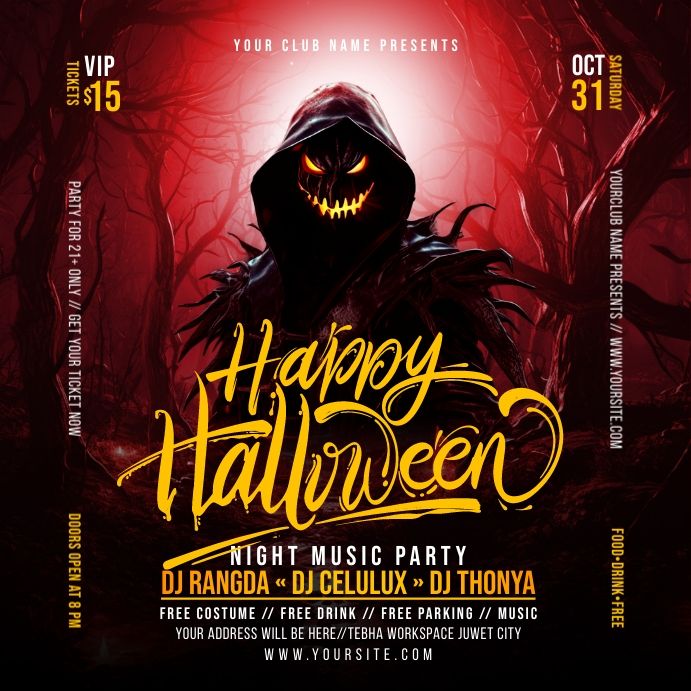 YOUR CLUB NAME PRESENTS
VIP
TICKETS
$15
OCT
31
SATURDAY
PARTY FOR 21+ ONLY // GET YOUR TICKET NOW
YOURCLUB NAME PRESENTS // WWW.YOURSITE.COM
Happy
Halloween
DOORS OPEN AT 8 PM
FOOD•DRINK•FREE
NIGHT MUSIC PARTY
DJ RANGDA « DJ CELULUX » DJ THONYA
FREE COSTUME // FREE DRINK // FREE PARKING // MUSIC
YOUR ADDRESS WILL BE HERE//TEBHA WORKSPACE JUWET CITY
WWW.YOURSITE.COM